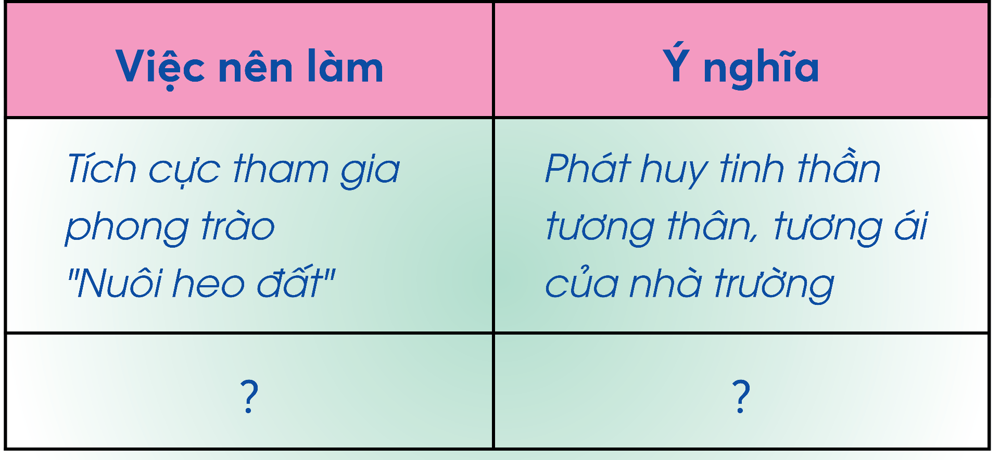 Việc nên làm
Ý nghĩa
Tích cực tham gia
phong trào
"Nuôi heo đất"
Phát huy tinh thần
tương thân, tương ái
của nhà trường
?
?